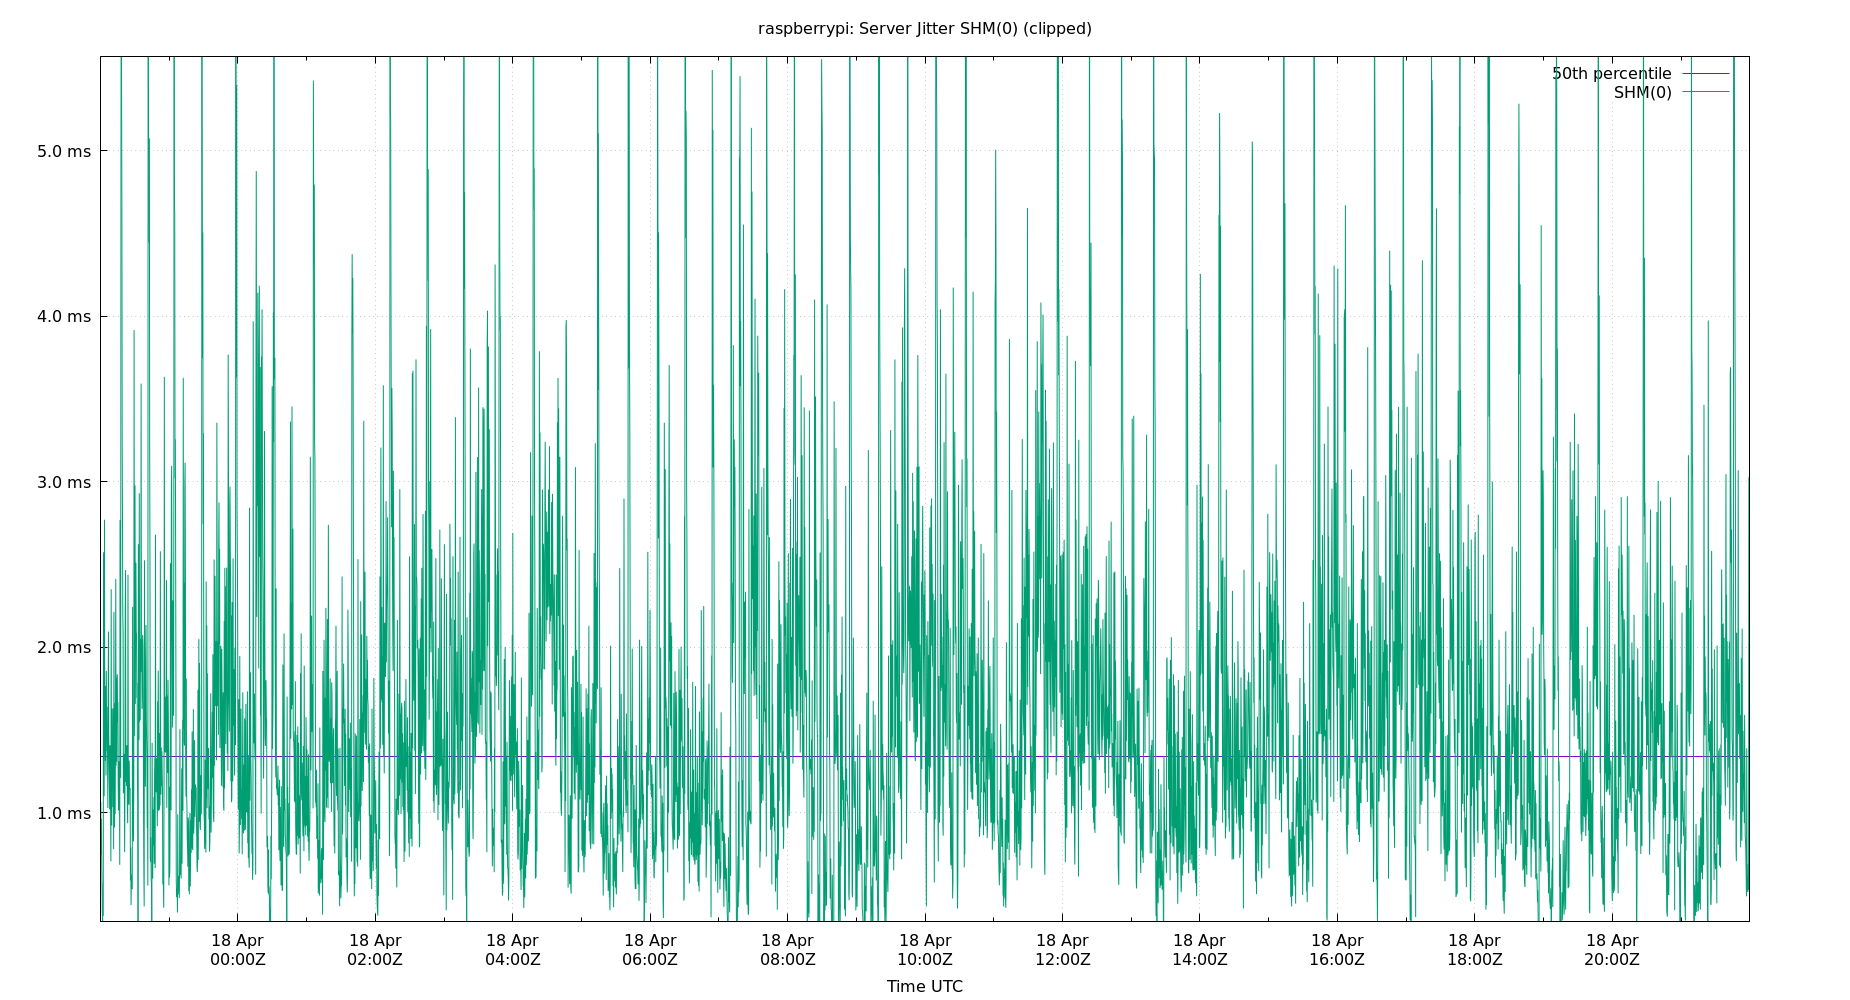 raspberrypi: Server Jitter SHM(0) (clipped)
50th percentile
SHM(0)
5.0 ms
4.0 ms
3.0 ms
2.0 ms
1.0 ms
18 Apr 18 Apr 18 Apr 18 Apr 18 Apr 18 Apr 18 Apr 18 Apr 18 Apr 18 Apr 18 Apr
00:00Z 02:00Z 04:00Z 06:00Z 08:00Z 10:00Z 12:00Z 14:00Z 16:00Z 18:00Z 20:00Z
Time UTC